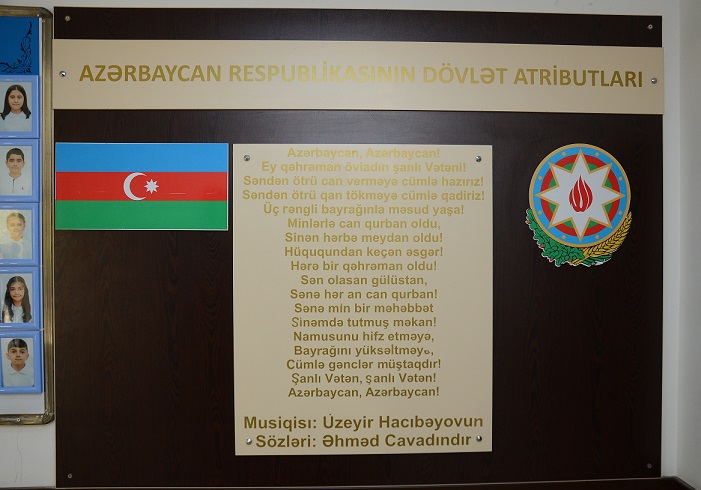 AZƏRBAYCAN RESPUBLİKASININ DÖVLƏT ATRİBUTLARI
Azərbaycan, Azərbaycan!
Ey qəhrəman övladın şanlı Vətəni!
Səndən ötrü can verməyə cümlə hazırız!
Səndən ötrü qan tökməyə cümlə qadiriz!
Üç rəngli bayrağınla məsud yaşa!
Minlərlə can qurban oldu,
Sinən hərbə meydan oldu!
Hüququndan keçən əsgər!
Hərə bir qəhrəman oldu!
Sən olasan gülüstan,
Sənə hər an can qurban!
Sənə min bir məhəbbət
Sinəmdə tutmuş məkan!
Namusunu hifz etməyə,
Bayrağını yüksəltməyə,
Cümlə gənclər müştaqdır!
Şanlı Vətən, şanlı Vətən!
Azərbaycan, Azərbaycan!
Musiqisı: Üzeyir Hacıbəyovun
Sözləri: Əhməd Cavadındır